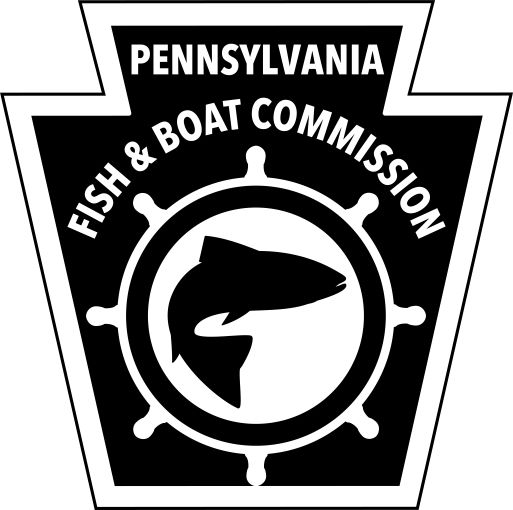 PENNSYLVANIA
FISH & BOAT COMMISSION